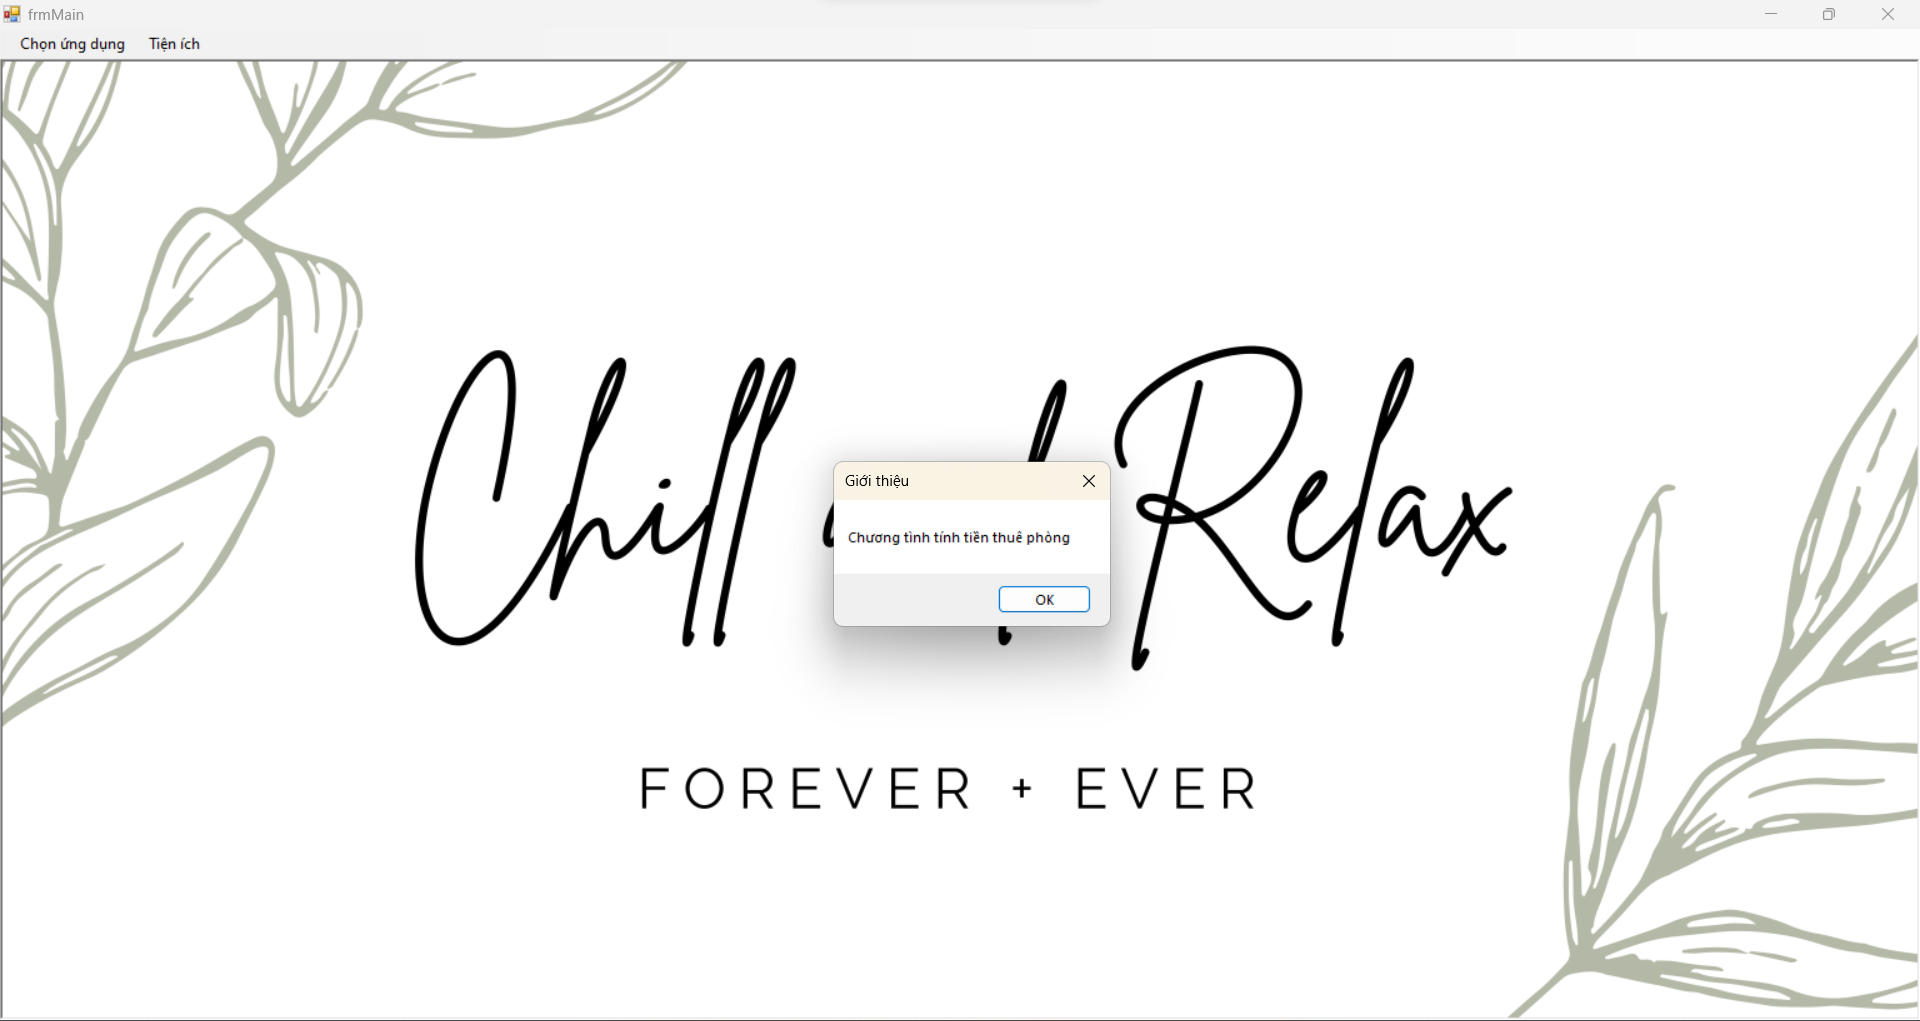 frmMain
Chọn ứng dụng Tiện ích
Chill Relax
Giới thiệu
Chương tình tính tiền thuê phòng
OK
FOREVER + EVER